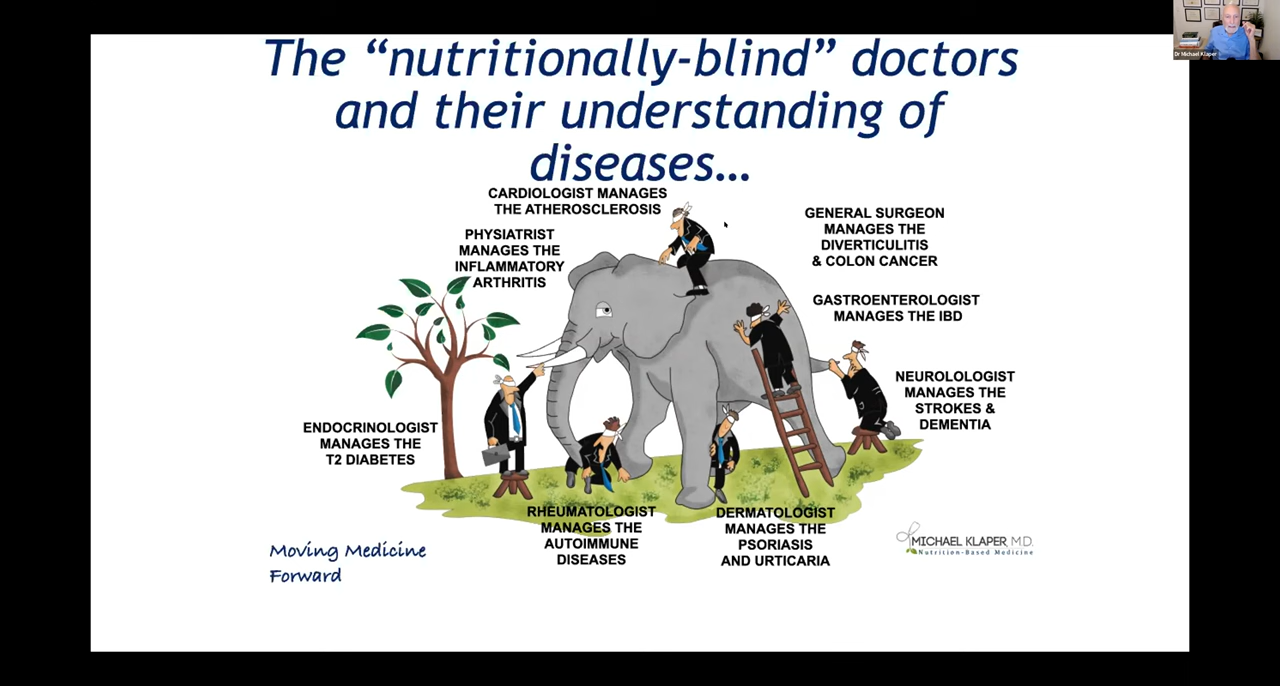 The “nutritionally-blind” doctors
and their understanding of
diseases…
CARDIOLOGIST MANAGES
THE ATHEROSCLEROSIS
PHYSIATRIST
MANAGES THE
INFLAMMATORY
ARTHRITIS
GENERAL SURGEON
MANAGES THE
DIVERTICULITIS
& COLON CANCER
GASTROENTEROLOGIST
MANAGES THE IBD
NEUROLOLOGIST
MANAGES THE
STROKES &
DEMENTIA
ENDOCRINOLOGIST
MANAGES THE
T2 DIABETES
RHEUMATOLOGIST
MANAGES THE
AUTOIMMUNE
DISEASES
DERMATOLOGIST
MANAGES THE
PSORIASIS
AND URTICARIA
Moving Medicine
Forward
MICHAEL KLAPER, M.D.
Nutrition-Based Medicine
Dr Michael Klaper